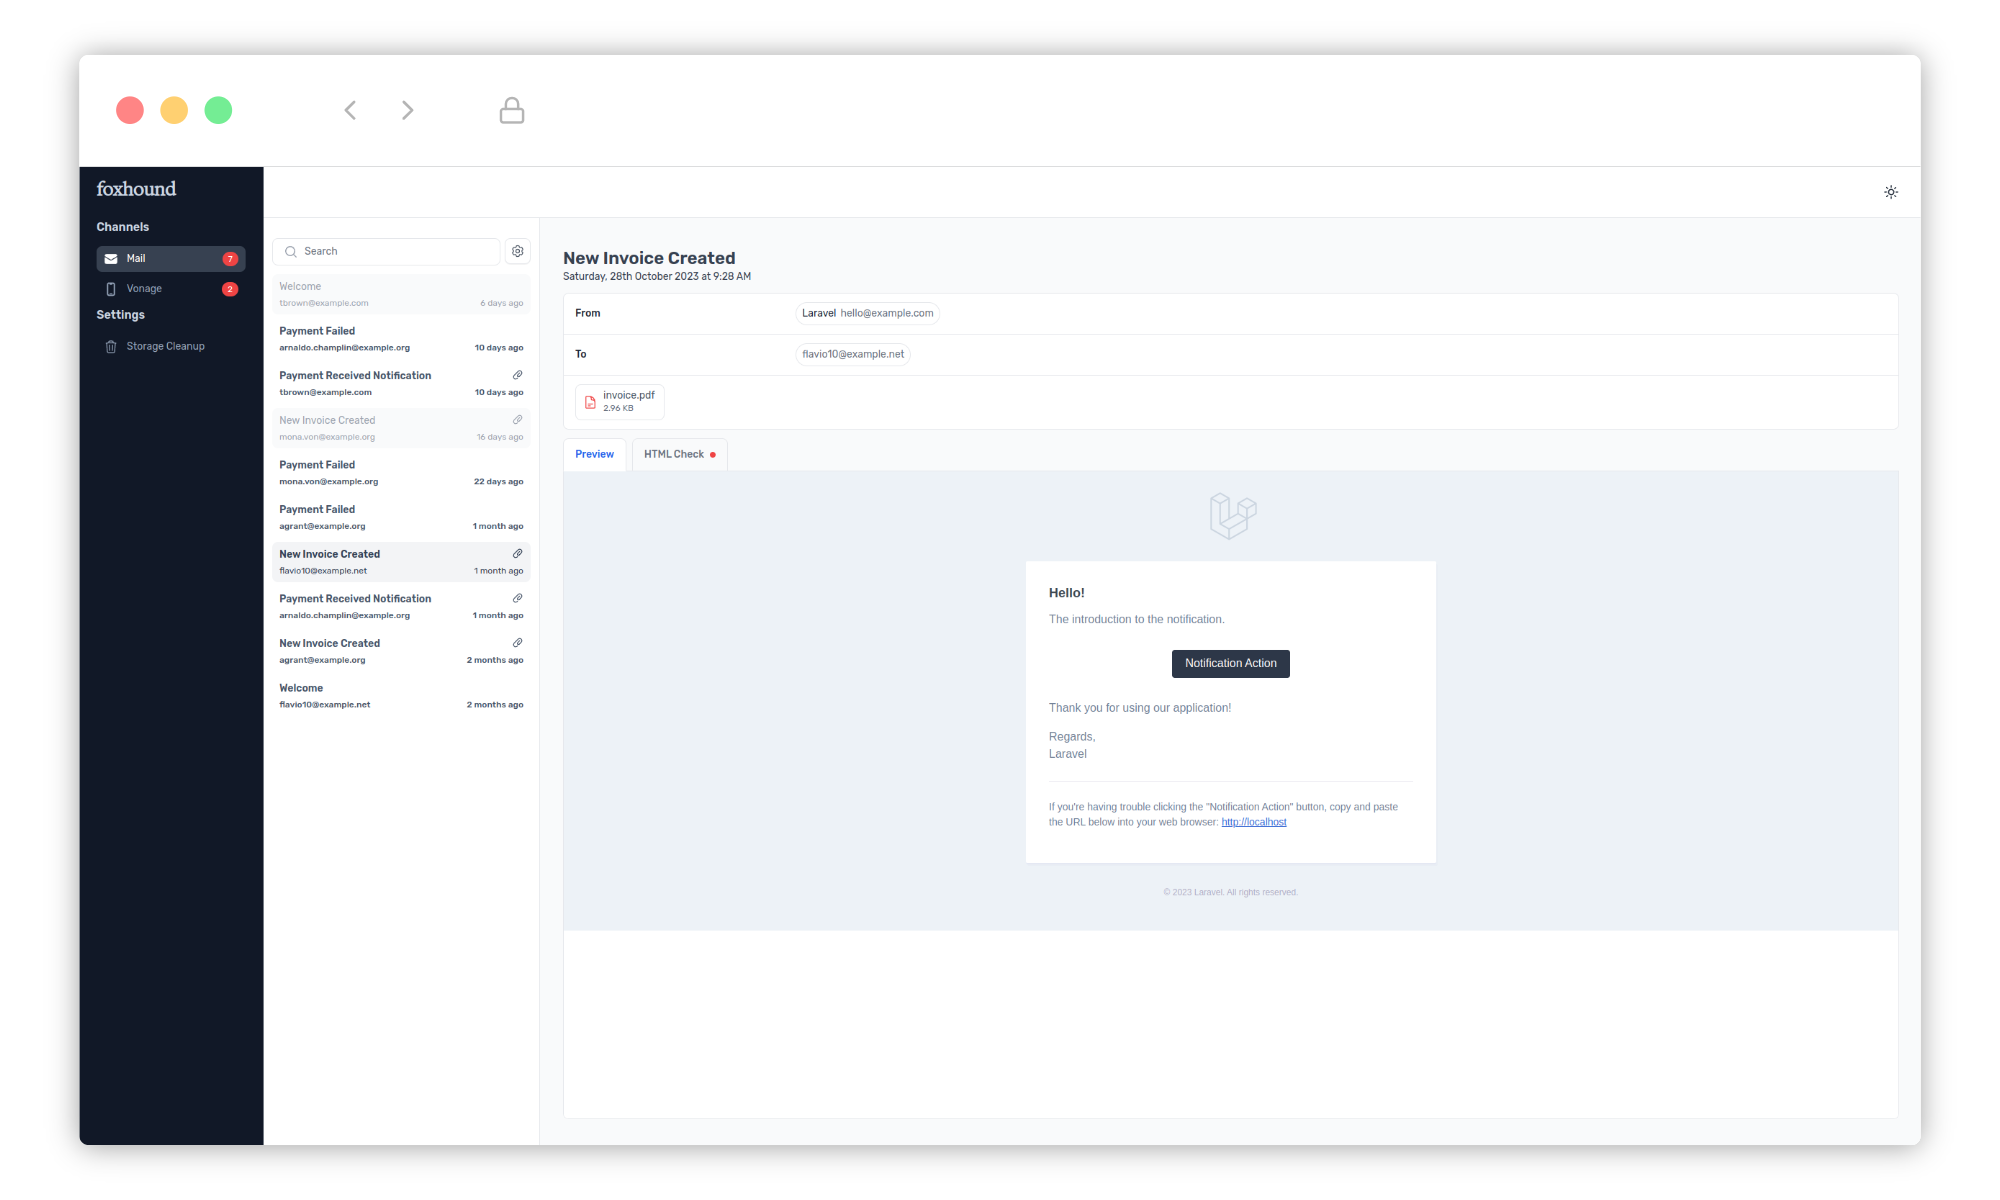 foxhound
Channels
Mail 7
Vonage 2
Settings
Storage Cleanup
Search
Welcome
tbrown@example.com 6 days ago
Payment Failed
arnaldo.champlin@example.org 10 days ago
Payment Received Notification
tbrown@example.com 10 days ago
New Invoice Created
mona.von@example.org 16 days ago
Payment Failed
mona.von@example.org 22 days ago
Payment Failed
agrant@example.org 1 month ago
New Invoice Created
flavio10@example.net 1 month ago
Payment Received Notification
arnaldo.champlin@example.org 1 month ago
New Invoice Created
agrant@example.org 2 months ago
Welcome
flavio10@example.net 2 months ago
New Invoice Created
Saturday, 28th October 2023 at 9:28 AM
From Laravel hello@example.com
To flavio10@example.net
invoice.pdf
2.96 KB
Preview HTML Check
Hello!
The introduction to the notification.
Notification Action
Thank you for using our application!
Regards,
Laravel
If you're having trouble clicking the "Notification Action" button, copy and paste
the URL below into your web browser: http://localhost
© 2023 Laravel. All rights reserved.